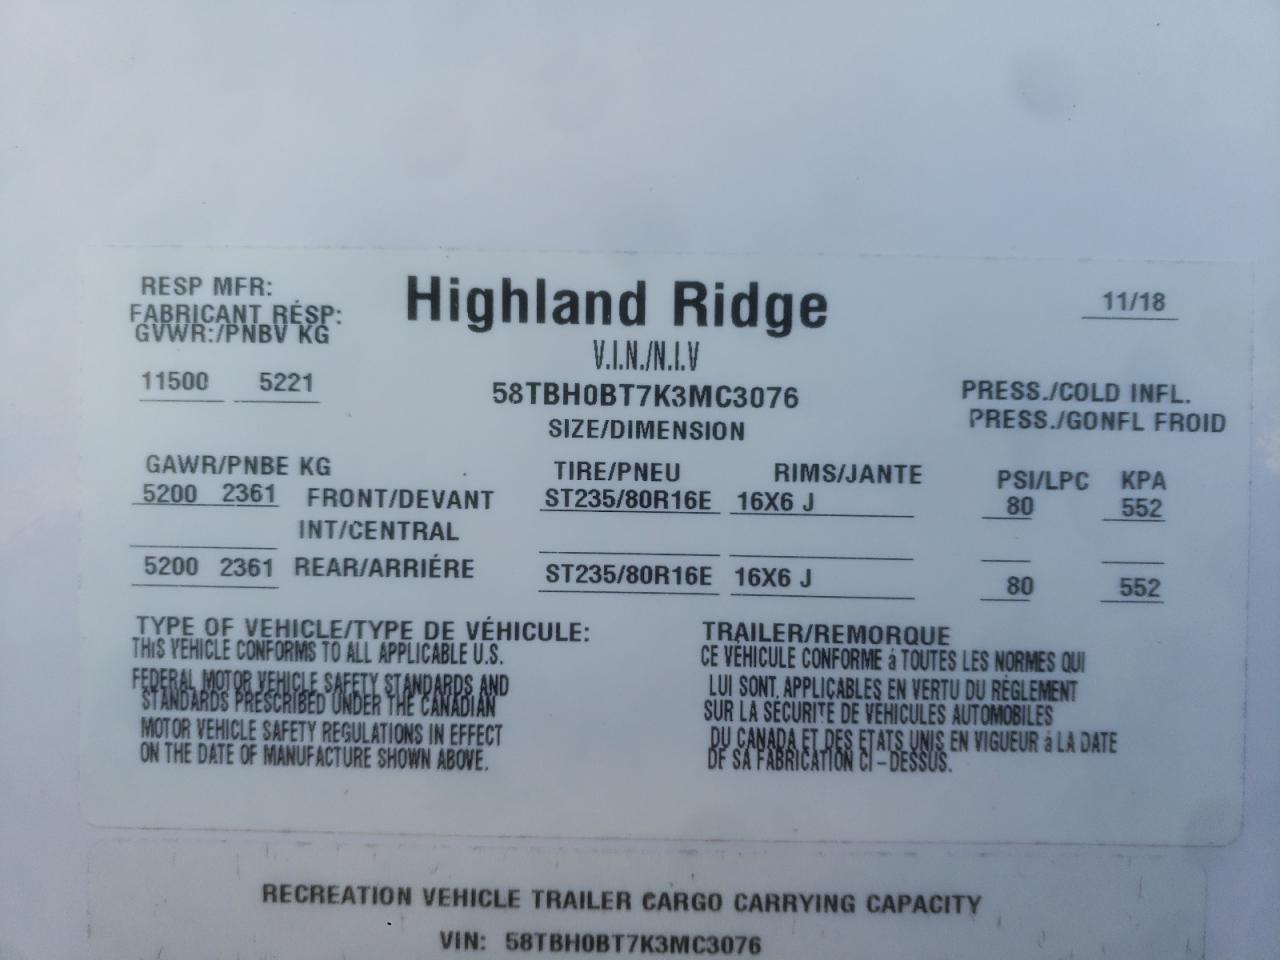 RESP MFR: Highland Ridge 11/18
FABRICANT RÉSP:
GVWR:/PNBV KG
V.I.N./N.I.V
11500 5221
58TBH0BT7K3MC3076
PRESS./COLD INFL.
PRESS./GONFL FROID
SIZE/DIMENSION
GAWR/PNBE KG TIRE/PNEU RIMS/JANTE PSI/LPC KPA
5200 2361 FRONT/DEVANT ST235/80R16E 16X6 J 80 552
INT/CENTRAL
5200 2361 REAR/ARRIÉRE ST235/80R16E 16X6 J 80 552
TYPE OF VEHICLE/TYPE DE VÉHICULE: TRAILER/REMORQUE
THIS VEHICLE CONFORMS TO ALL APPLICABLE U.S.
FEDERAL MOTOR VEHICLE SAFETY STANDARDS AND
STANDARDS PRESCRIBED UNDER THE CANADIAN
MOTOR VEHICLE SAFETY REGULATIONS IN EFFECT
ON THE DATE OF MANUFACTURE SHOWN ABOVE.
CE VÉHICULE CONFORME á TOUTES LES NORMES QUI
LUI SONT. APPLICABLES EN VERTU DU RÈGLEMENT
SUR LA SÉCURITE DE VÉHICULES AUTOMOBILES
DU CANADA ET DES ETATS UNIS EN VIGUEUR á LA DATE
DE SA FABRICATION CI-DESSUS.
RECREATION VEHICLE TRAILER CARGO CARRYING CAPACITY
VIN: 58TBH0BT7K3MC3076